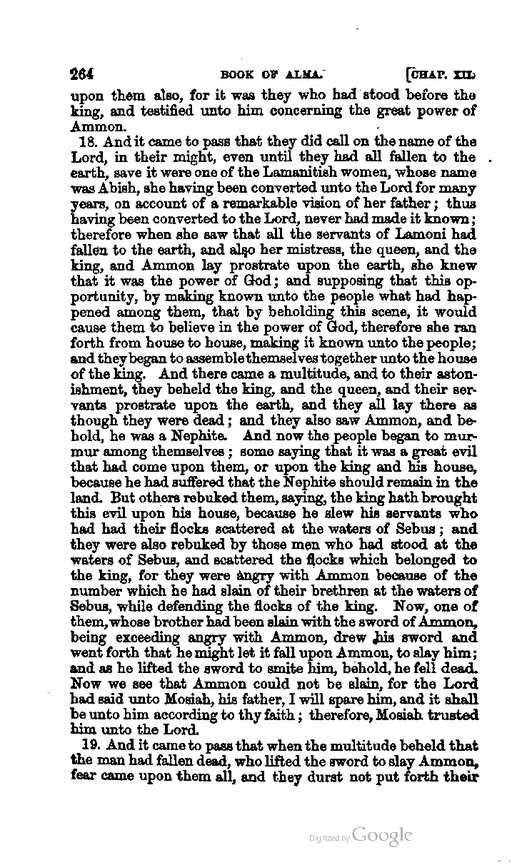 264 BOOK OF ALMA. [CHAP. XII.
upon them also, for it was they who had stood before the
king, and testified unto him concerning the great power of
Ammon.
18. And it came to pass that they did call on the name of the
Lord, in their might, even until they had all fallen to the
earth, save it were one of the Lamanitish women, whose name
was Abish, she having been converted unto the Lord for many
years, on account of a remarkable vision of her father; thus
having been converted to the Lord, never had made it known;
therefore when she saw that all the servants of Lamoni had
fallen to the earth, and also her mistress, the queen, and the
king, and Ammon lay prostrate upon the earth, she knew
that it was the power of God; and supposing that this op-
portunity, by making known unto the people what had hap-
pened among them, that by beholding this scene, it would
cause them to believe in the power of God, therefore she ran
forth from house to house, making it known unto the people;
and they began to assemble themselves together unto the house
of the king. And there came a multitude, and to their aston-
ishment, they beheld the king, and the queen, and their ser-
vants prostrate upon the earth, and they all lay there as
though they were dead; and they also saw Ammon, and be-
hold, he was a Nephite. And now the people began to mur-
mur among themselves; some saying that it was a great evil
that had come upon them, or upon the king and his house,
because he had suffered that the Nephite should remain in the
land. But others rebuked them, saying, the king hath brought
this evil upon his house, because he slew his servants who
had had their flocks scattered at the waters of Sebus; and
they were also rebuked by those men who had stood at the
waters of Sebus, and scattered the flocks which belonged to
the king, for they were angry with Ammon because of the
number which he had slain of their brethren at the waters of
Sebus, while defending the flocks of the king. Now, one of
them, whose brother had been slain with the sword of Ammon,
being exceeding angry with Ammon, drew his sword and
went forth that he might let it fall upon Ammon, to slay him;
and as he lifted the sword to smite him, behold, he fell dead.
Now we see that Ammon could not be slain, for the Lord
had said unto Mosiah, his father, I will spare him, and it shall
be unto him according to thy faith; therefore, Mosiah trusted
him unto the Lord.
19. And it came to pass that when the multitude beheld that
the man had fallen dead, who lifted the sword to slay Ammon,
fear came upon them all, and they durst not put forth their
Digitized by Google